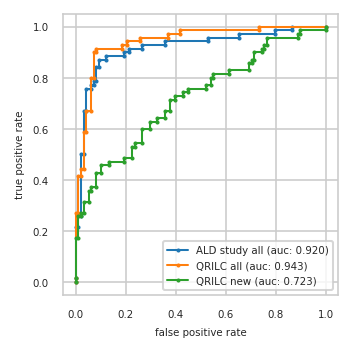 1.0
0.8
0.6
0.4
0.2
0.0
true positive rate
ALD study all (auc: 0.920)
QRILC all (auc: 0.943)
QRILC new (auc: 0.723)
0.0 0.2 0.4 0.6 0.8 1.0
false positive rate